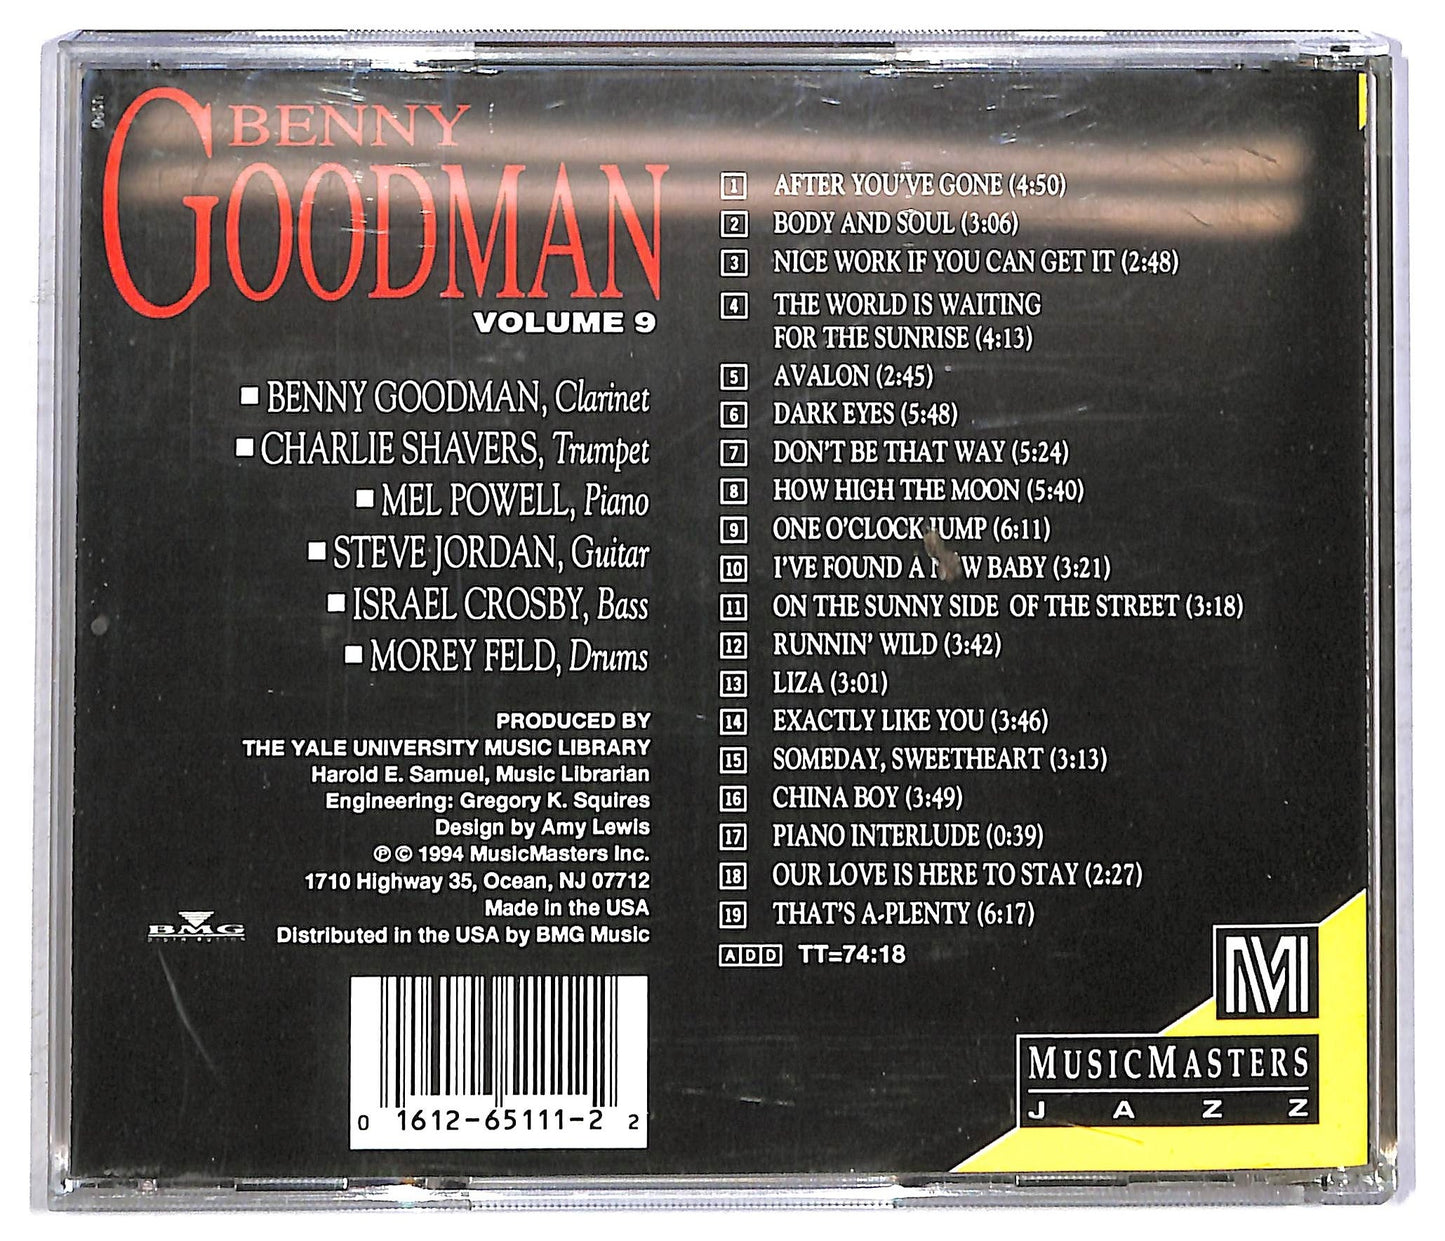 BENNY
GOODMAN
VOLUME 9
BENNY GOODMAN, Clarinet
CHARLIE SHAVERS, Trumpet
MEL POWELL, Piano
STEVE JORDAN, Guitar
ISRAEL CROSBY, Bass
MOREY FELD, Drums
PRODUCED BY
THE YALE UNIVERSITY MUSIC LIBRARY
Harold E. Samuel, Music Librarian
Engineering: Gregory K. Squires
Design by Amy Lewis
℗ © 1994 MusicMasters Inc.
1710 Highway 35, Ocean, NJ 07712
Made in the USA
Distributed in the USA by BMG Music
BMG
DISTRIBUTION
0 1612-65111-2 2
1 AFTER YOU'VE GONE (4:50)
2 BODY AND SOUL (3:06)
3 NICE WORK IF YOU CAN GET IT (2:48)
4 THE WORLD IS WAITING
FOR THE SUNRISE (4:13)
5 AVALON (2:45)
6 DARK EYES (5:48)
7 DON'T BE THAT WAY (5:24)
8 HOW HIGH THE MOON (5:40)
9 ONE O'CLOCK JUMP (6:11)
10 I'VE FOUND A NEW BABY (3:21)
11 ON THE SUNNY SIDE OF THE STREET (3:18)
12 RUNNIN' WILD (3:42)
13 LIZA (3:01)
14 EXACTLY LIKE YOU (3:46)
15 SOMEDAY, SWEETHEART (3:13)
16 CHINA BOY (3:49)
17 PIANO INTERLUDE (0:39)
18 OUR LOVE IS HERE TO STAY (2:27)
19 THAT'S A-PLENTY (6:17)
ADD TT=74:18
MM
MUSICMASTERS
JAZZ